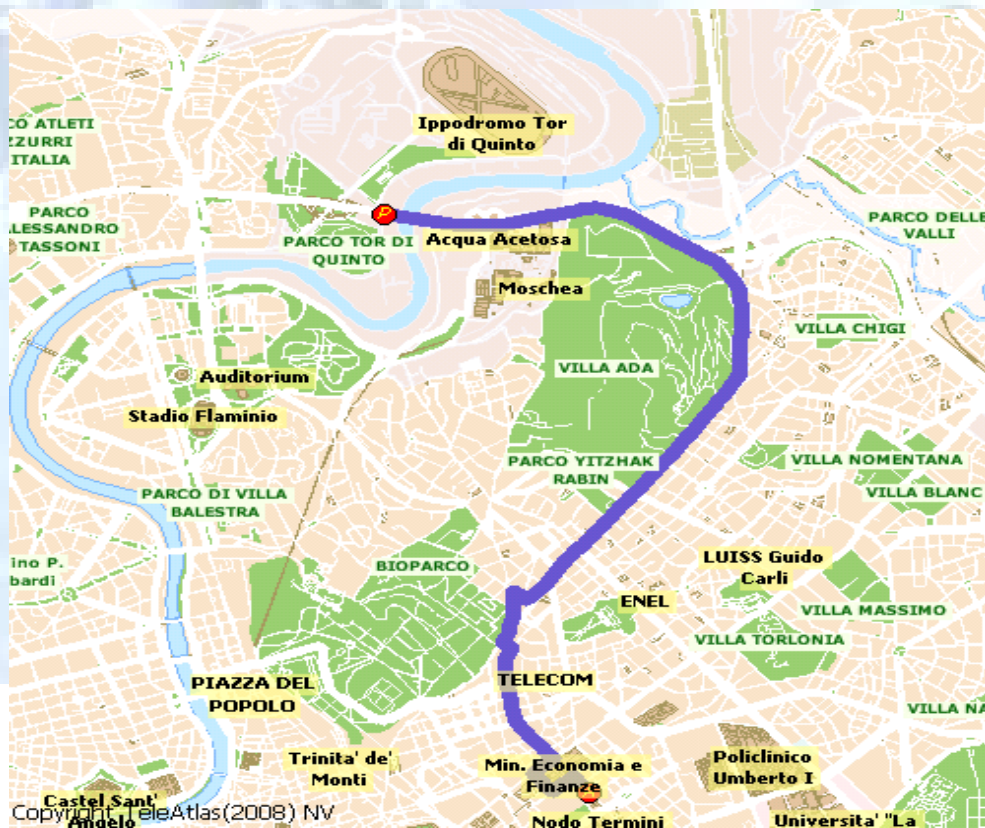 Ippodromo Tor
di Quinto
CO ATLETI
ZZURRI
ITALIA
PARCO
ALESSANDRO
TASSONI
P
PARCO TOR DI
QUINTO
Acqua Acetosa
PARCO DELLE
VALLI
Moschea
VILLA CHIGI
VILLA ADA
Auditorium
Stadio Flaminio
PARCO YITZHAK
RABIN
VILLA NOMENTANA
VILLA BLANC
PARCO DI VILLA
BALESTRA
ino P.
bardi
BIOPARCO
LUISS Guido
Carli
ENEL
VILLA MASSIMO
VILLA TORLONIA
PIAZZA DEL
POPOLO
TELECOM
VILLA NA
Trinita' de'
Monti
Min. Economia e
Finanze
Policlinico
Umberto I
Castel Sant'
Angelo
Copyright TeleAtlas(2008) NV
Nodo Termini
Universita' "La